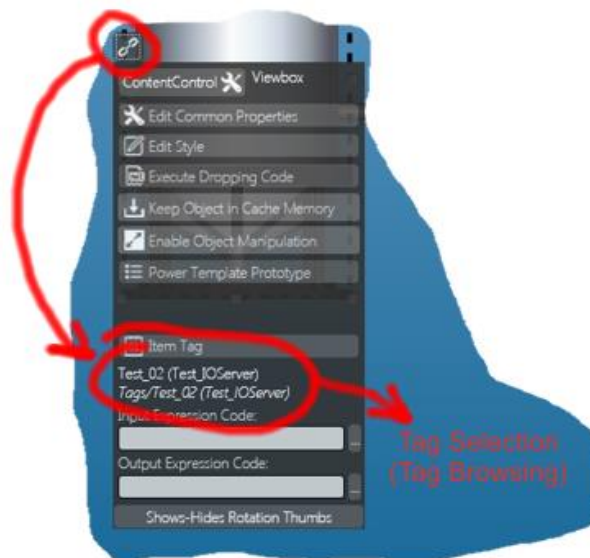 ContentControl Viewbox
Edit Common Properties
Edit Style
Execute Dropping Code
Keep Object in Cache Memory
Enable Object Manipulation
Power Template Prototype
Item Tag
Test_02 (Test_IOServer)
Tags/Test_02 (Test_IOServer)
Input Expression Code:
...
Output Expression Code:
...
Shows-Hides Rotation Thumbs
Tag Selection
(Tag Browsing)